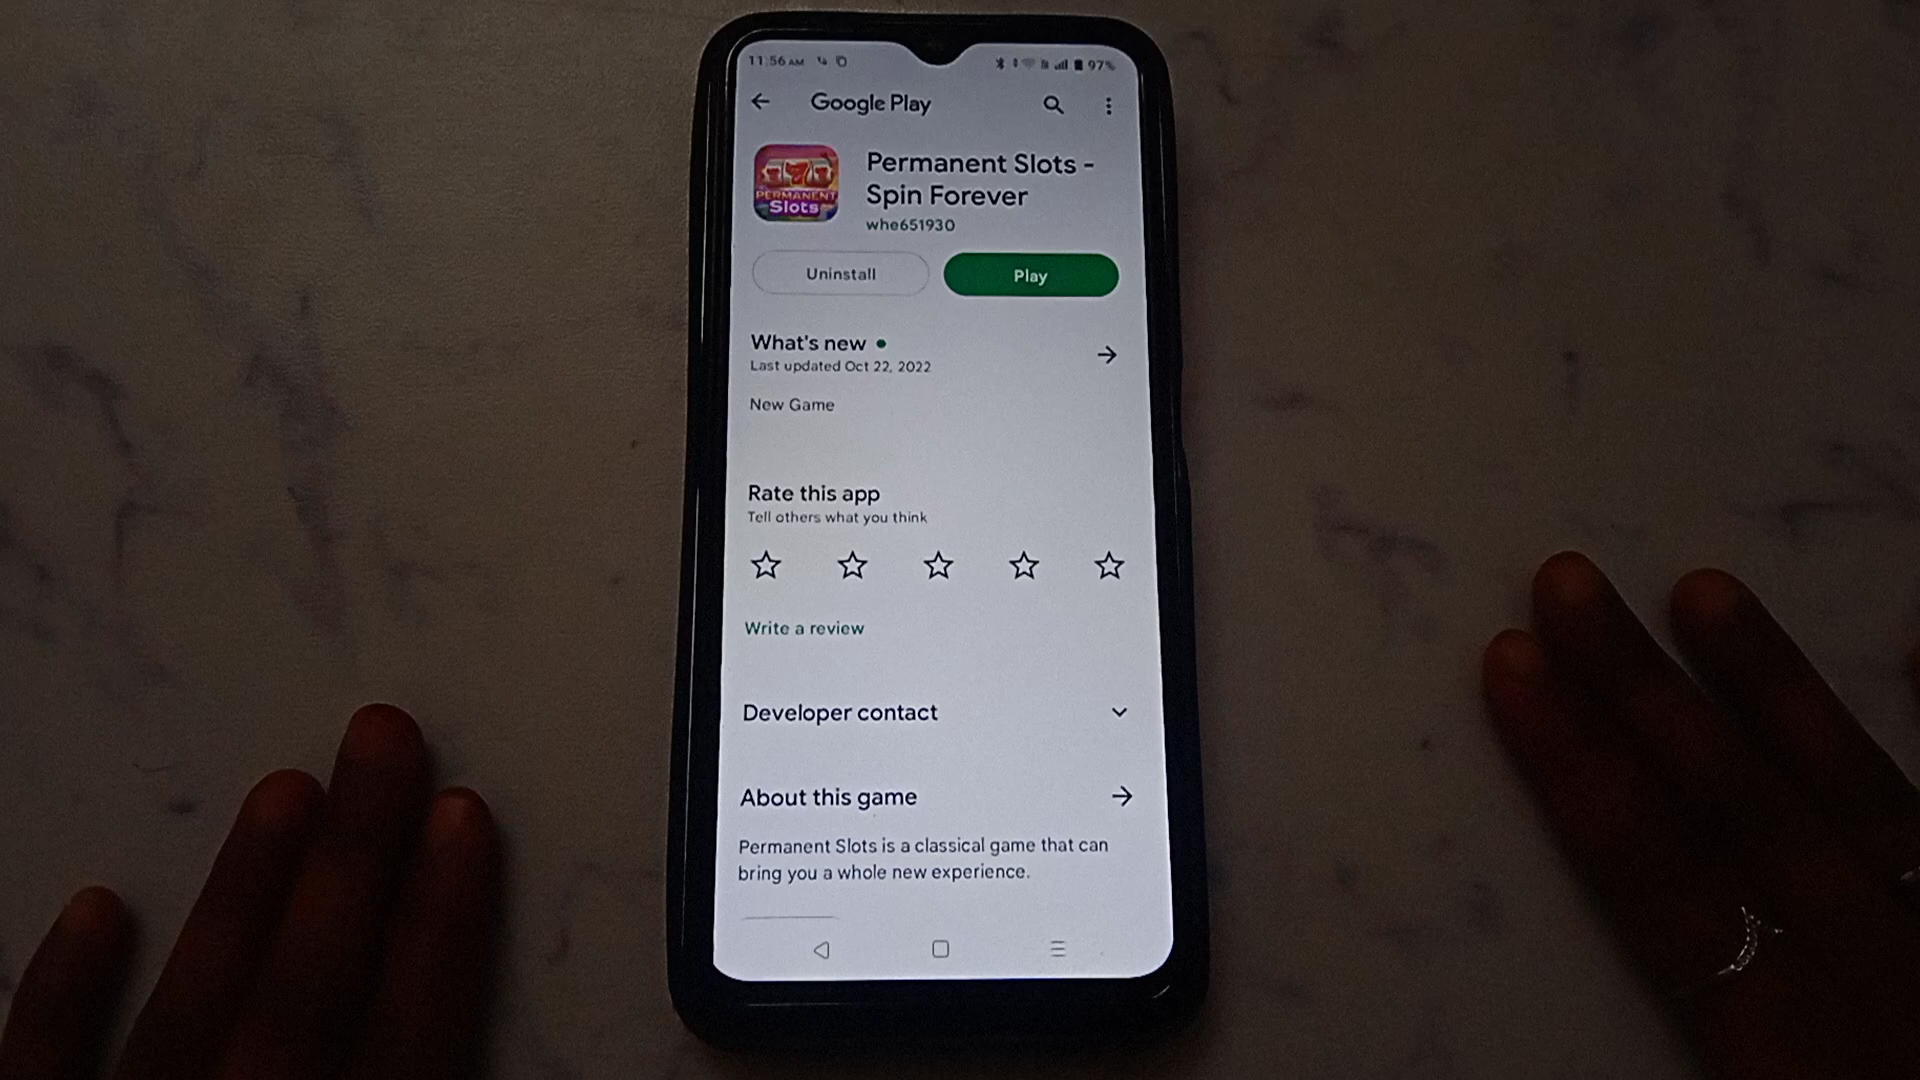 11:56 AM
97%
Google Play
PERMANENT
Slots
Permanent Slots -
Spin Forever
whe651930
Uninstall
Play
What's new
Last updated Oct 22, 2022
New Game
Rate this app
Tell others what you think
Write a review
Developer contact
About this game
Permanent Slots is a classical game that can
bring you a whole new experience.